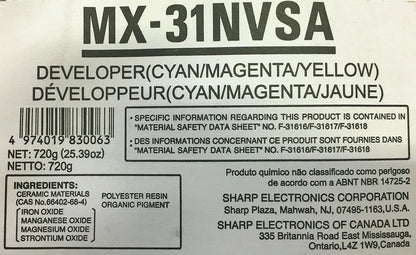 MX-31NVSA
DEVELOPER(CYAN/MAGENTA/YELLOW)
DÉVELOPPEUR(CYAN/MAGENTA/JAUNE)
4 974019 830063
• SPECIFIC INFORMATION REGARDING THIS PRODUCT IS CONTAINED IN
"MATERIAL SAFETY DATA SHEET" NO. F-31616/F-31617/F-31618
• DES INFORMATIONS CONCERNANT CE PRODUIT SONT FOURNIES DANS
"MATERIAL SAFETY DATA SHEET" NO. F-31616/F-31617/F-31618
NET: 720g (25.39oz)
NETTO: 720g
Produto químico não classificado como perigoso
de acordo com a ABNT NBR 14725-2
INGREDIENTS:
CERAMIC MATERIALS
(CAS No.66402-68-4)
IRON OXIDE
MANGANESE OXIDE
MAGNESIUM OXIDE
STRONTIUM OXIDE
POLYESTER RESIN
ORGANIC PIGMENT
SHARP ELECTRONICS CORPORATION
Sharp Plaza, Mahwah, NJ, 07495-1163,U.S.A.
SHARP ELECTRONICS OF CANADA LTD
335 Britannia Road East Mississauga,
Ontario,L4Z 1W9,Canada